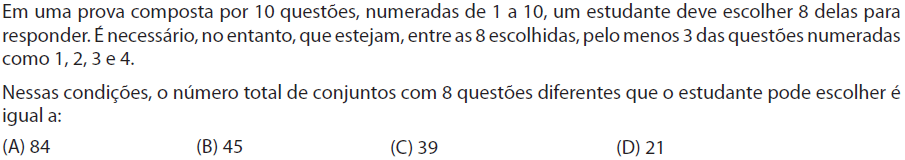 Em uma prova composta por 10 questões, numeradas de 1 a 10, um estudante deve escolher 8 delas para
responder. É necessário, no entanto, que estejam, entre as 8 escolhidas, pelo menos 3 das questões numeradas
como 1, 2, 3 e 4.
Nessas condições, o número total de conjuntos com 8 questões diferentes que o estudante pode escolher é
igual a:
(A) 84 (B) 45 (C) 39 (D) 21